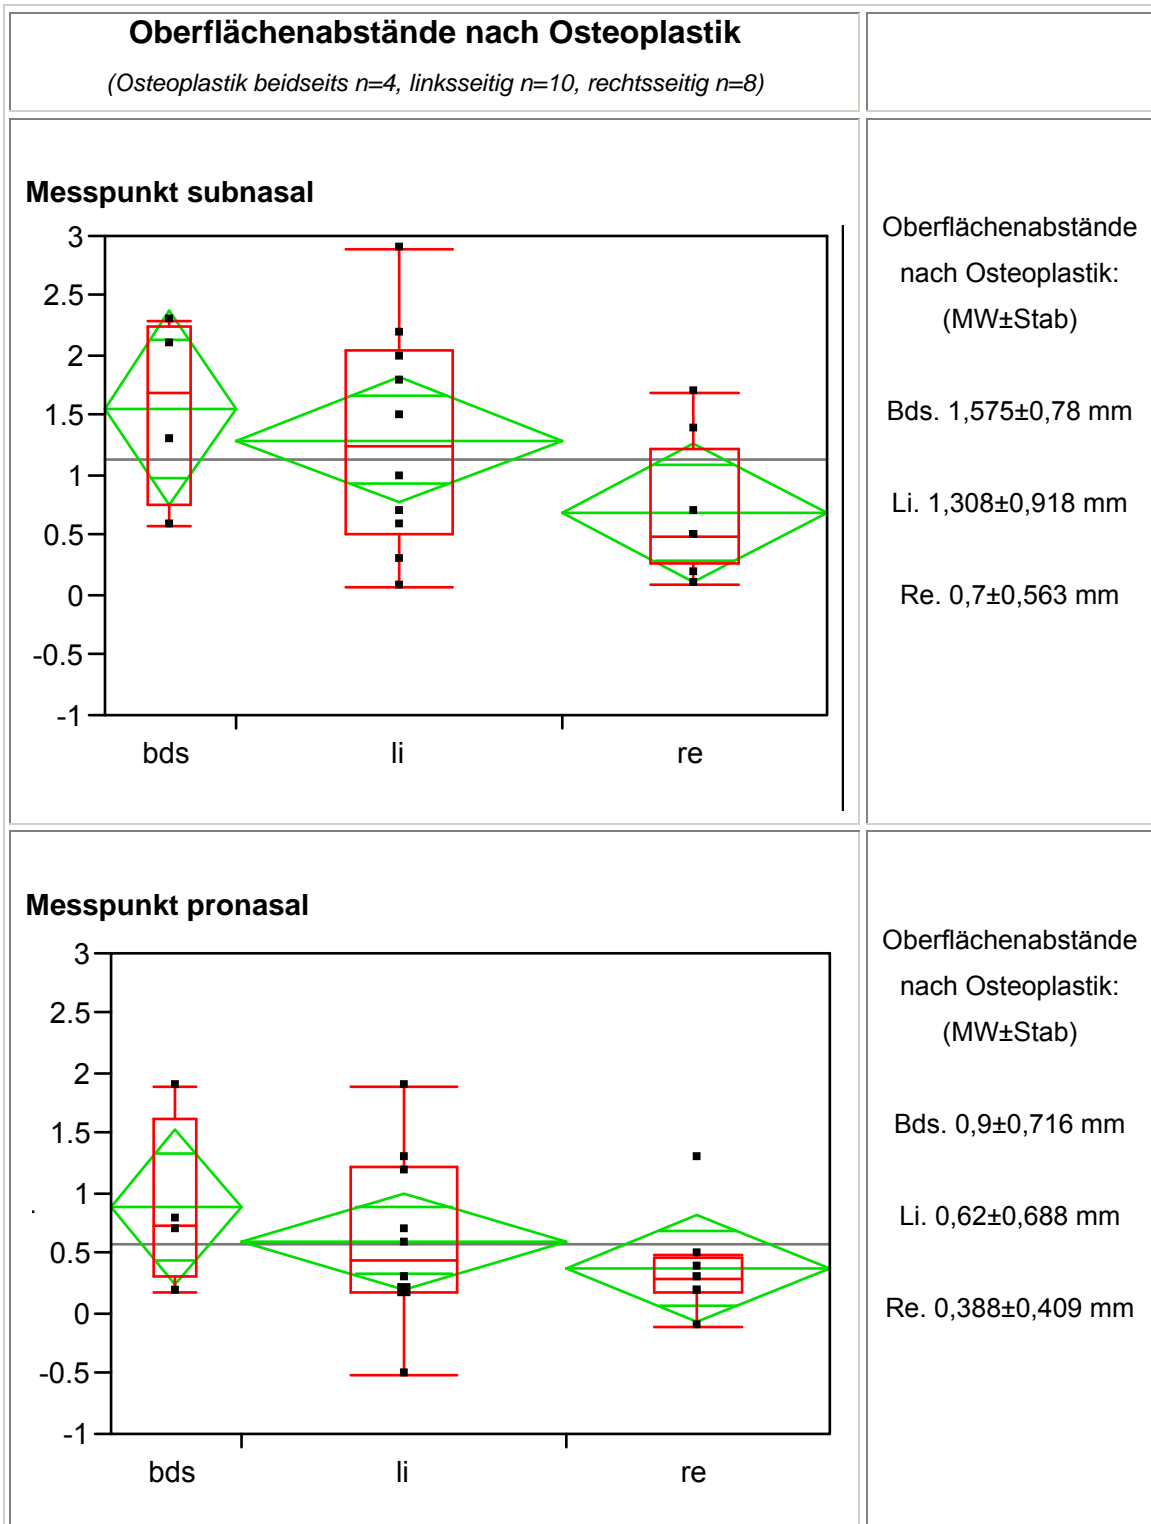 Oberflächenabstände nach Osteoplastik
(Osteoplastik beidseits n=4, linksseitig n=10, rechtsseitig n=8)
Messpunkt subnasal
3
2.5
2
1.5
1
0.5
0
-0.5
-1
bds li re
Oberflächenabstände
nach Osteoplastik:
(MW±Stab)
Bds. 1,575±0,78 mm
Li. 1,308±0,918 mm
Re. 0,7±0,563 mm
Messpunkt pronasal
3
2.5
2
1.5
1
0.5
0
-0.5
-1
bds li re
Oberflächenabstände
nach Osteoplastik:
(MW±Stab)
Bds. 0,9±0,716 mm
Li. 0,62±0,688 mm
Re. 0,388±0,409 mm